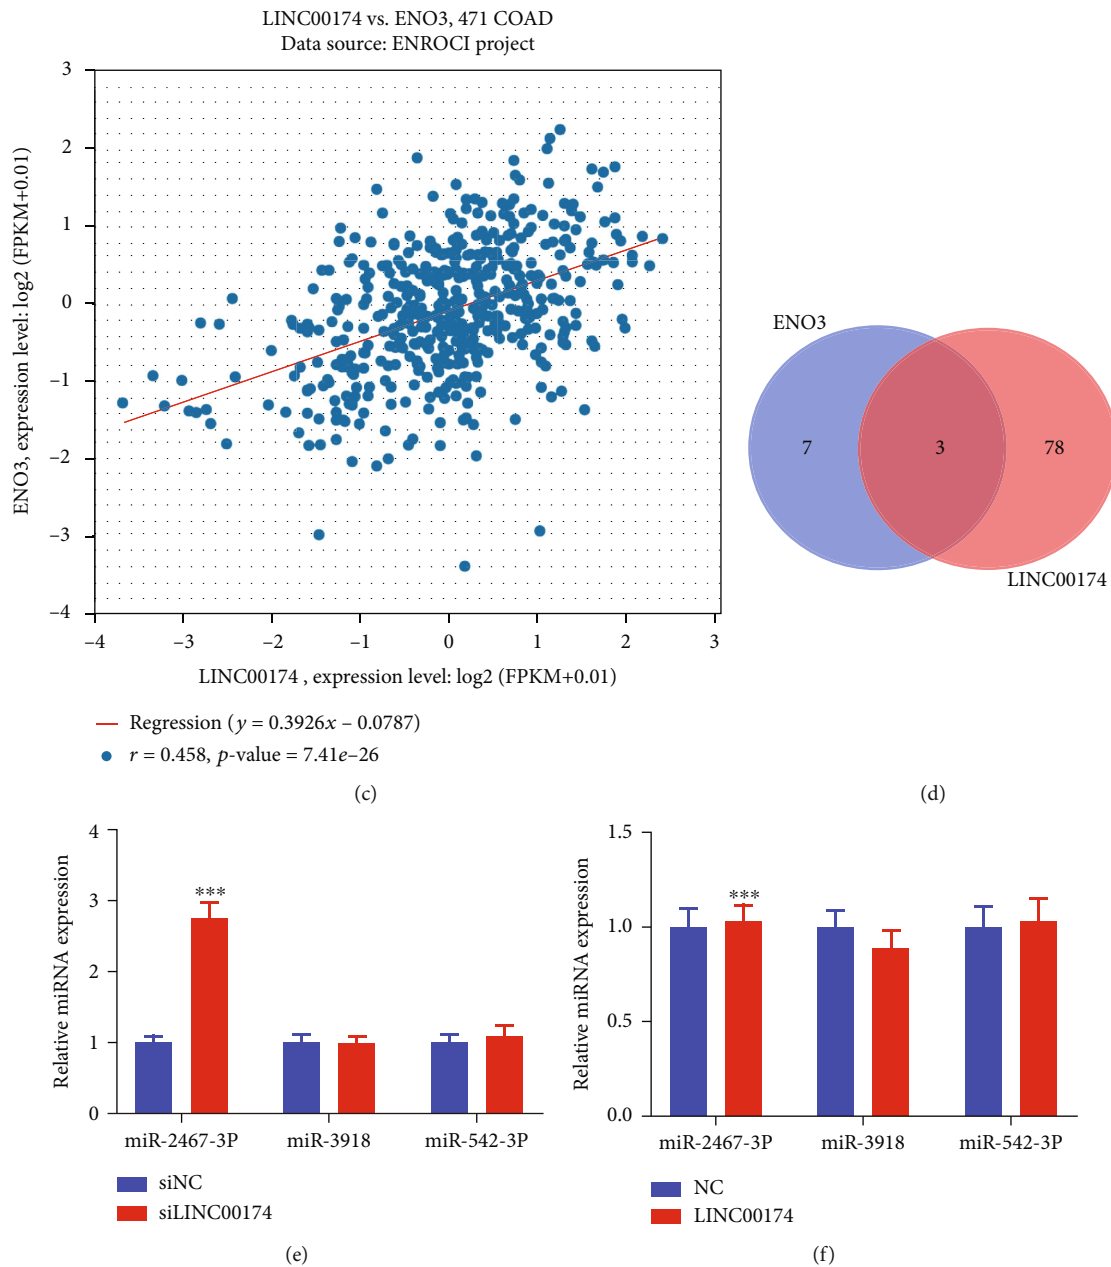 LINC00174 vs. ENO3, 471 COAD
Data source: ENROCI project
3
2
1
0
−1
−2
−3
−4
ENO3, expression level: log2 (FPKM+0.01)
−4 −3 −2 −1 0 1 2 3
LINC00174 , expression level: log2 (FPKM+0.01)
Regression (y = 0.3926x – 0.0787)
r = 0.458, p-value = 7.41e–26
(c)
ENO3
7 3 78
LINC00174
(d)
4
3
2
1
0
Relative miRNA expression
***
miR-2467-3P miR-3918 miR-542-3P
siNC
siLINC00174
(e)
1.5
1.0
0.5
0.0
Relative miRNA expression
***
miR-2467-3P miR-3918 miR-542-3P
NC
LINC00174
(f)